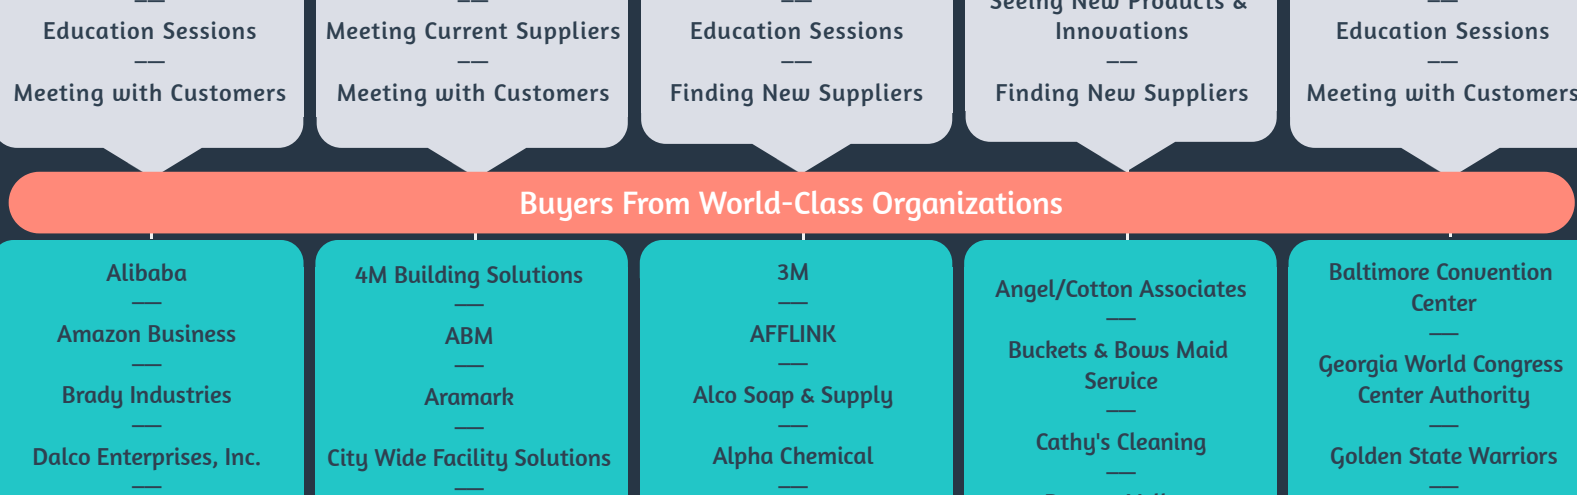 Education Sessions
Meeting with Customers
Meeting Current Suppliers
Meeting with Customers
Education Sessions
Finding New Suppliers
Seeing New Products &
Innovations
Finding New Suppliers
Education Sessions
Meeting with Customers
Buyers From World-Class Organizations
Alibaba
Amazon Business
Brady Industries
Dalco Enterprises, Inc.
4M Building Solutions
ABM
Aramark
City Wide Facility Solutions
3M
AFFLINK
Alco Soap & Supply
Alpha Chemical
Angel/Cotton Associates
Buckets & Bows Maid
Service
Cathy's Cleaning
Baltimore Convention
Center
Georgia World Congress
Center Authority
Golden State Warriors